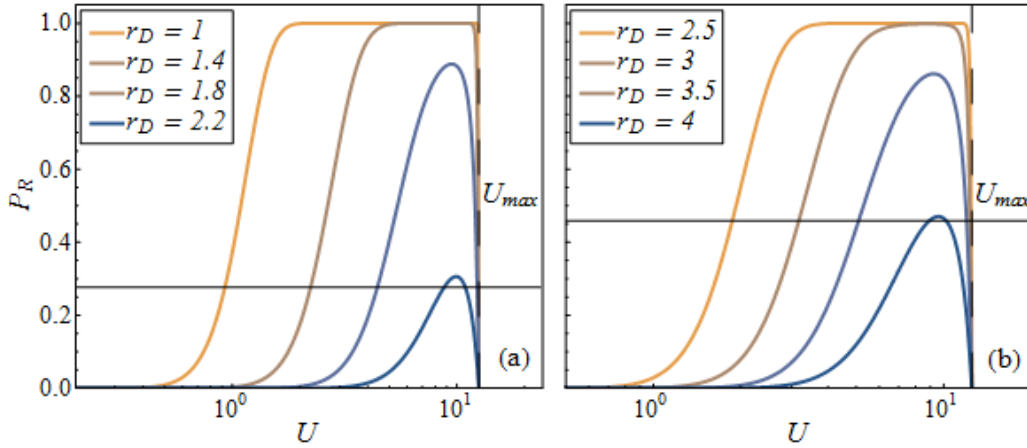 1.0
0.8
0.6
0.4
0.2
0.0
P_R
r_D = 1
r_D = 1.4
r_D = 1.8
r_D = 2.2
U_max
(a)
10^0
10^1
U
r_D = 2.5
r_D = 3
r_D = 3.5
r_D = 4
U_max
(b)
10^0
10^1
U